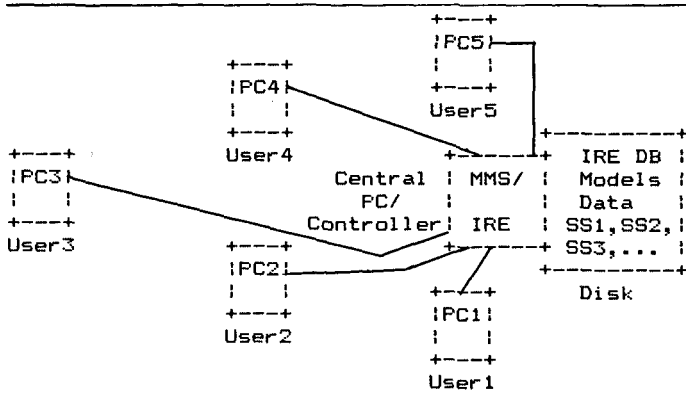 PC5
PC4
User5
User4
PC3
Central
PC/
Controller
MMS/
IRE
IRE DB
Models
Data
SS1,SS2,
SS3,...
User3
PC2
User2
Disk
PC1
User1